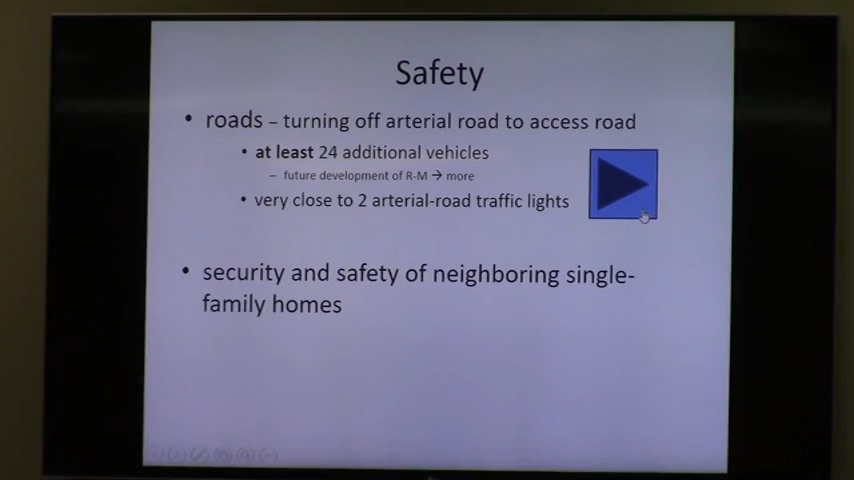 Safety
• roads – turning off arterial road to access road
• at least 24 additional vehicles
– future development of R-M → more
• very close to 2 arterial-road traffic lights
• security and safety of neighboring single-
family homes